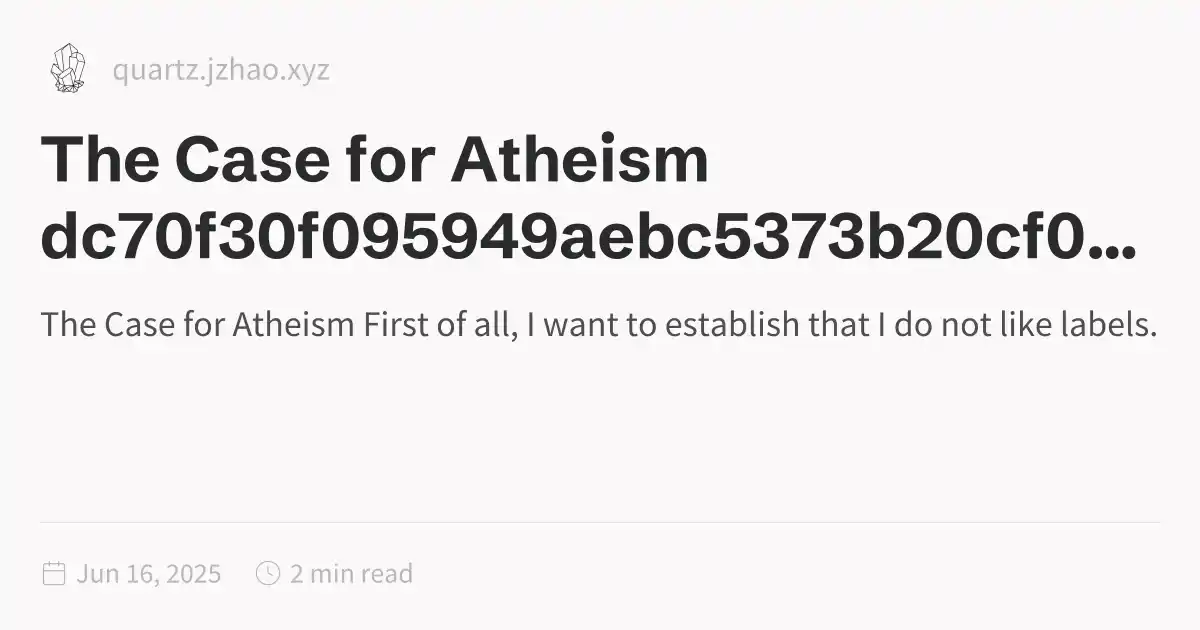 quartz.jzhao.xyz
The Case for Atheism
dc70f30f095949aebc5373b20cf0...
The Case for Atheism First of all, I want to establish that I do not like labels.
Jun 16, 2025
2 min read